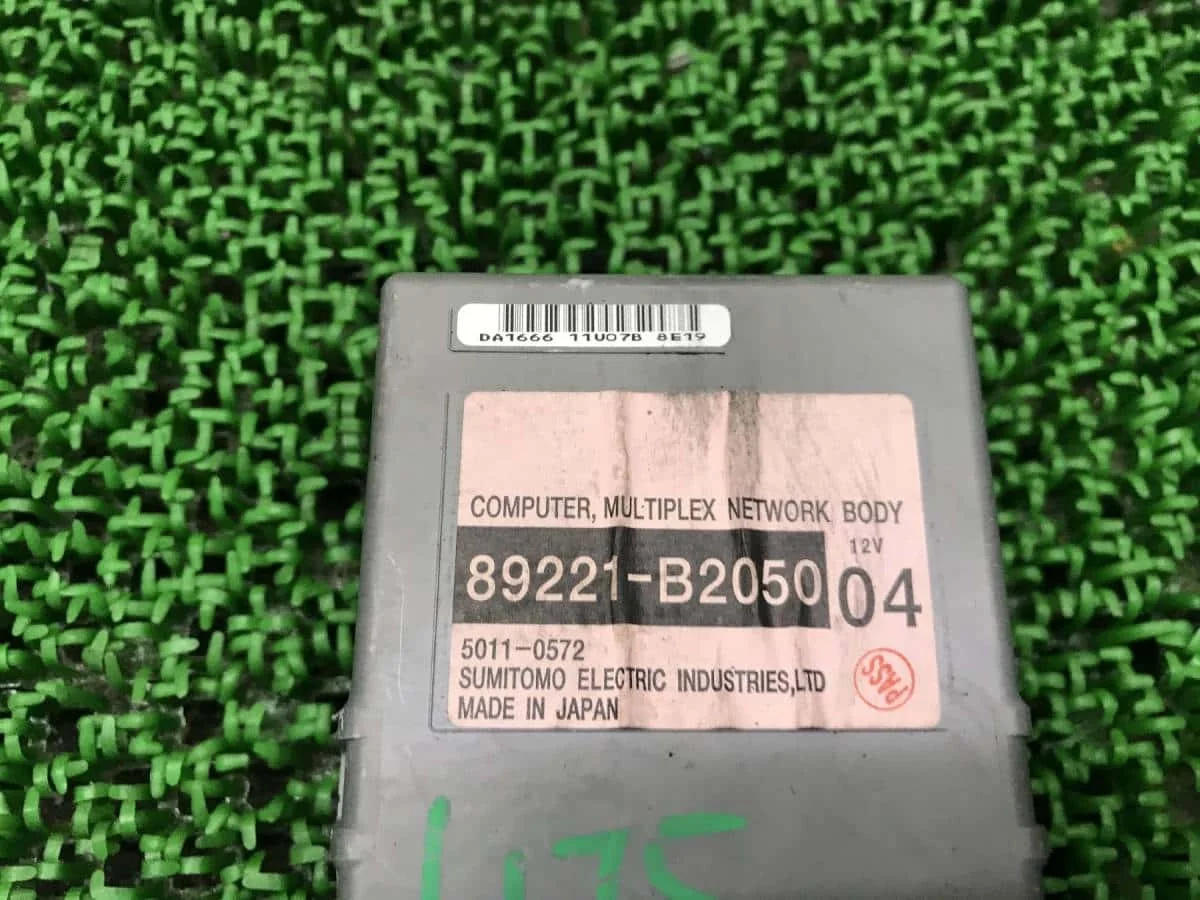 DA1666 11U07B 8E19
COMPUTER, MULTIPLEX NETWORK BODY
12V
89221-B2050 04
5011-0572
SUMITOMO ELECTRIC INDUSTRIES,LTD
PASS
MADE IN JAPAN